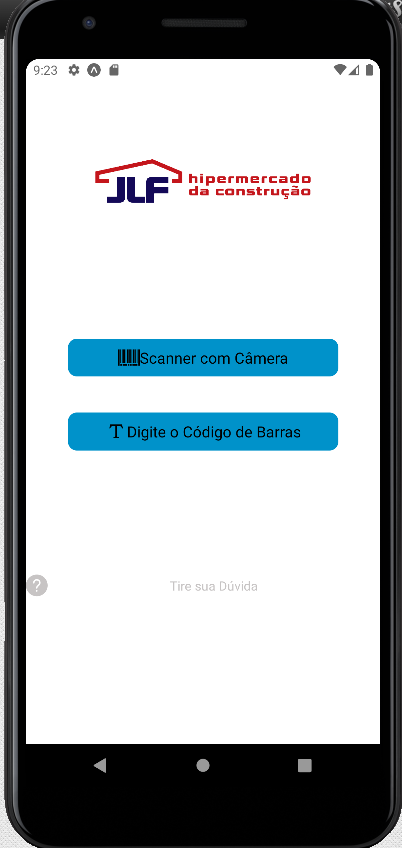 9:23
JLF hipermercado
da construção
Scanner com Câmera
T Digite o Código de Barras
? Tire sua Dúvida